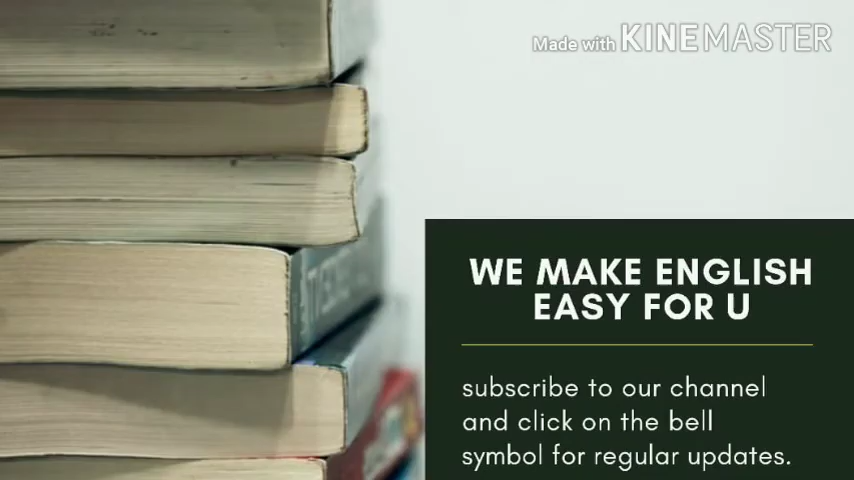 Made with KINEMASTER
WE MAKE ENGLISH
EASY FOR U
subscribe to our channel
and click on the bell
symbol for regular updates.